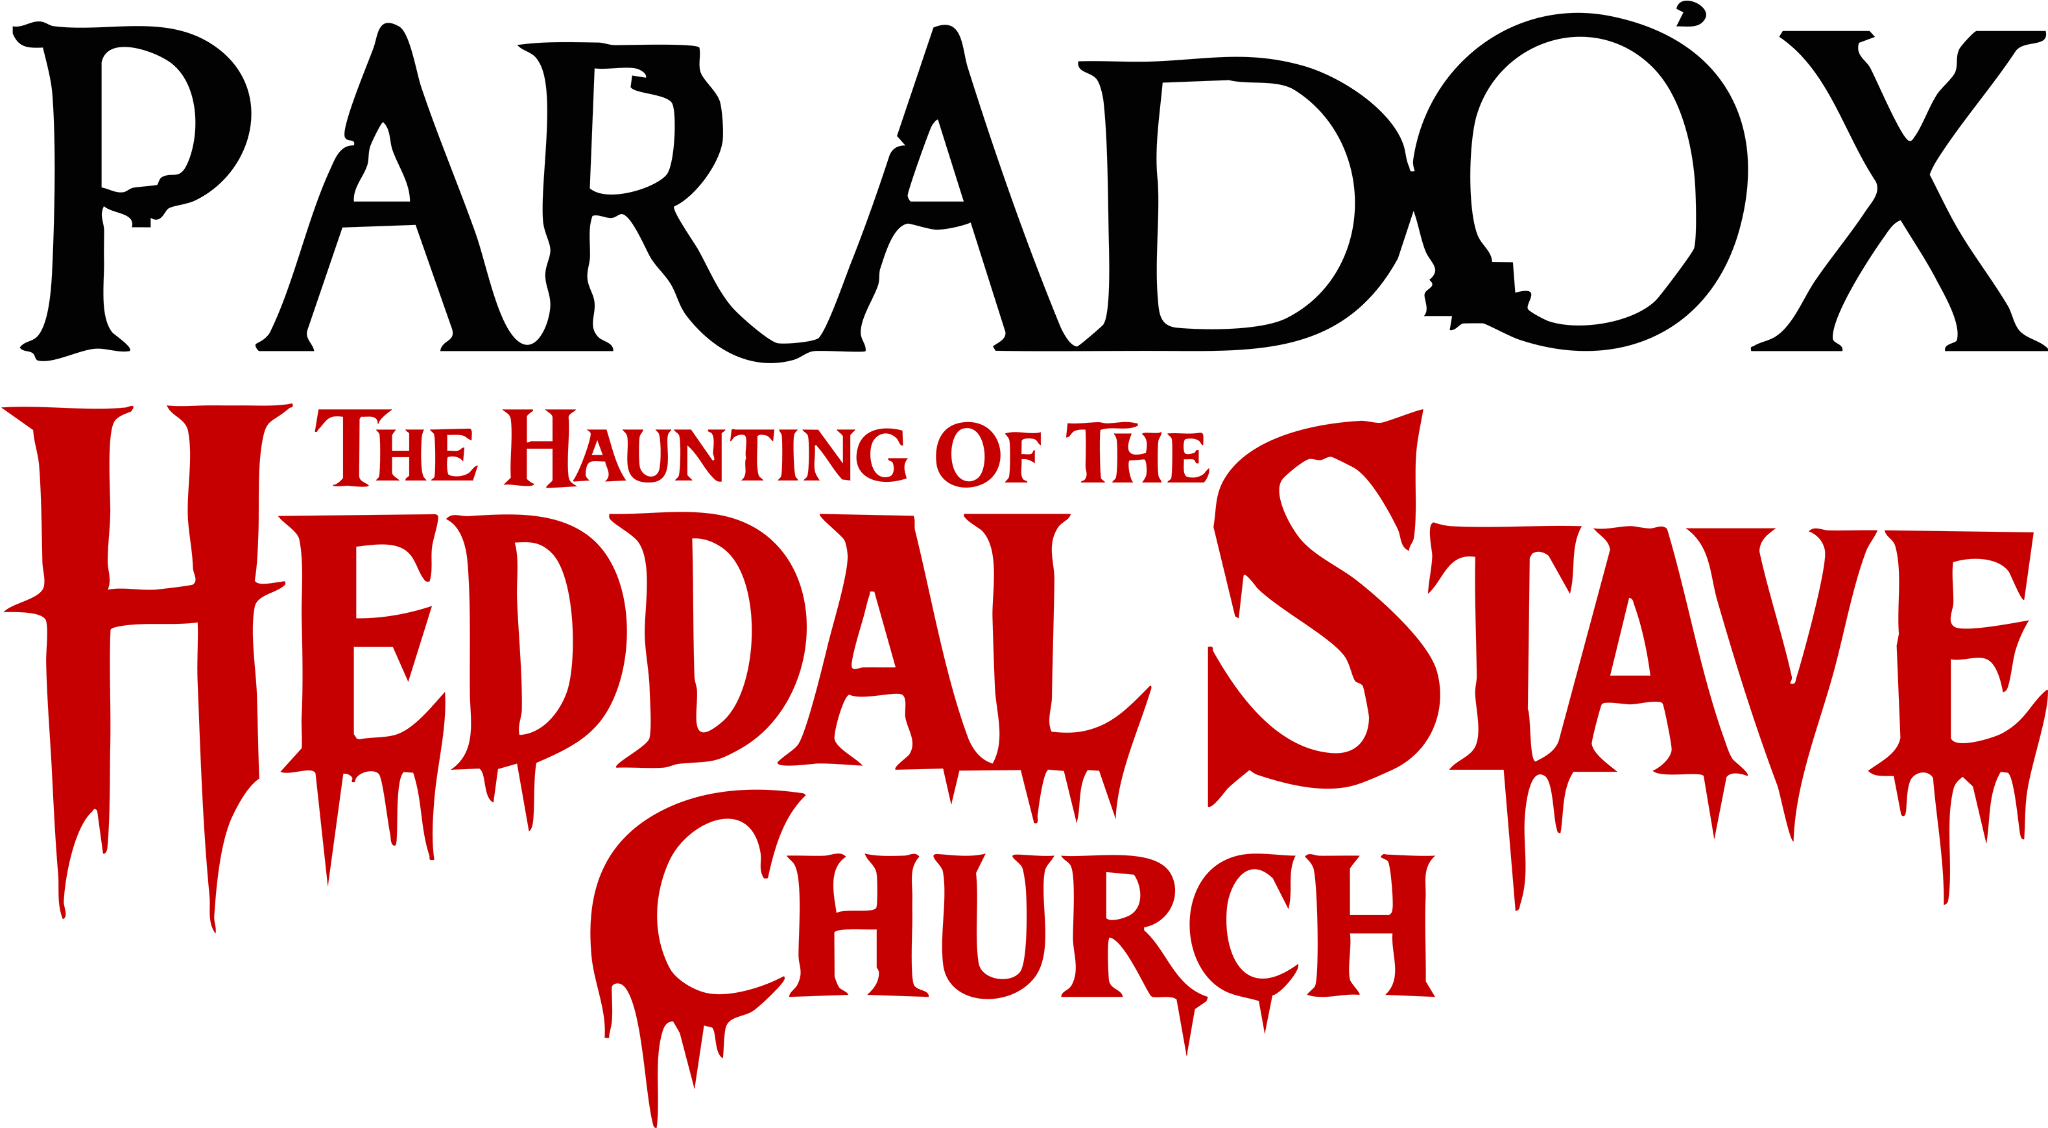 PARADOX
THE HAUNTING OF THE
HEDDAL STAVE
CHURCH